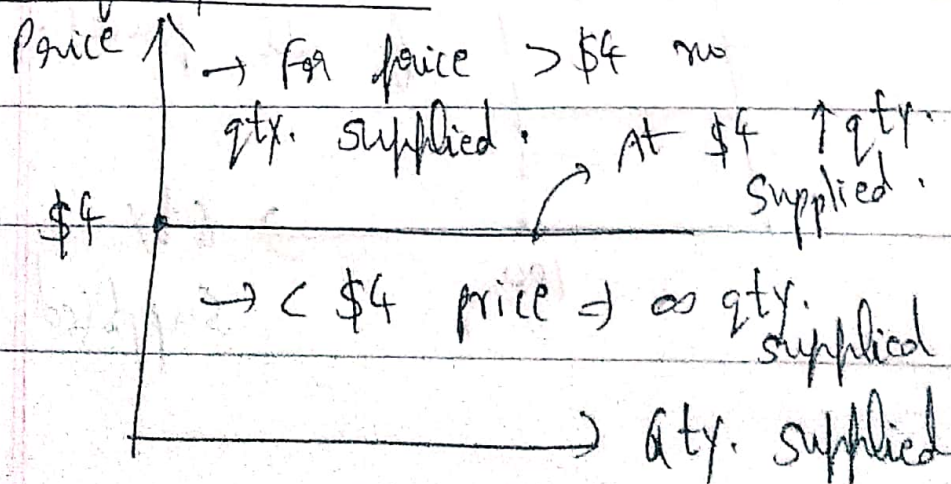 Price
→ For price > $4 no
qty. supplied.
At $4 ↑ qty.
supplied.
$4
→ < $4 price ⇒ ∞ qty.
supplied
Qty. supplied